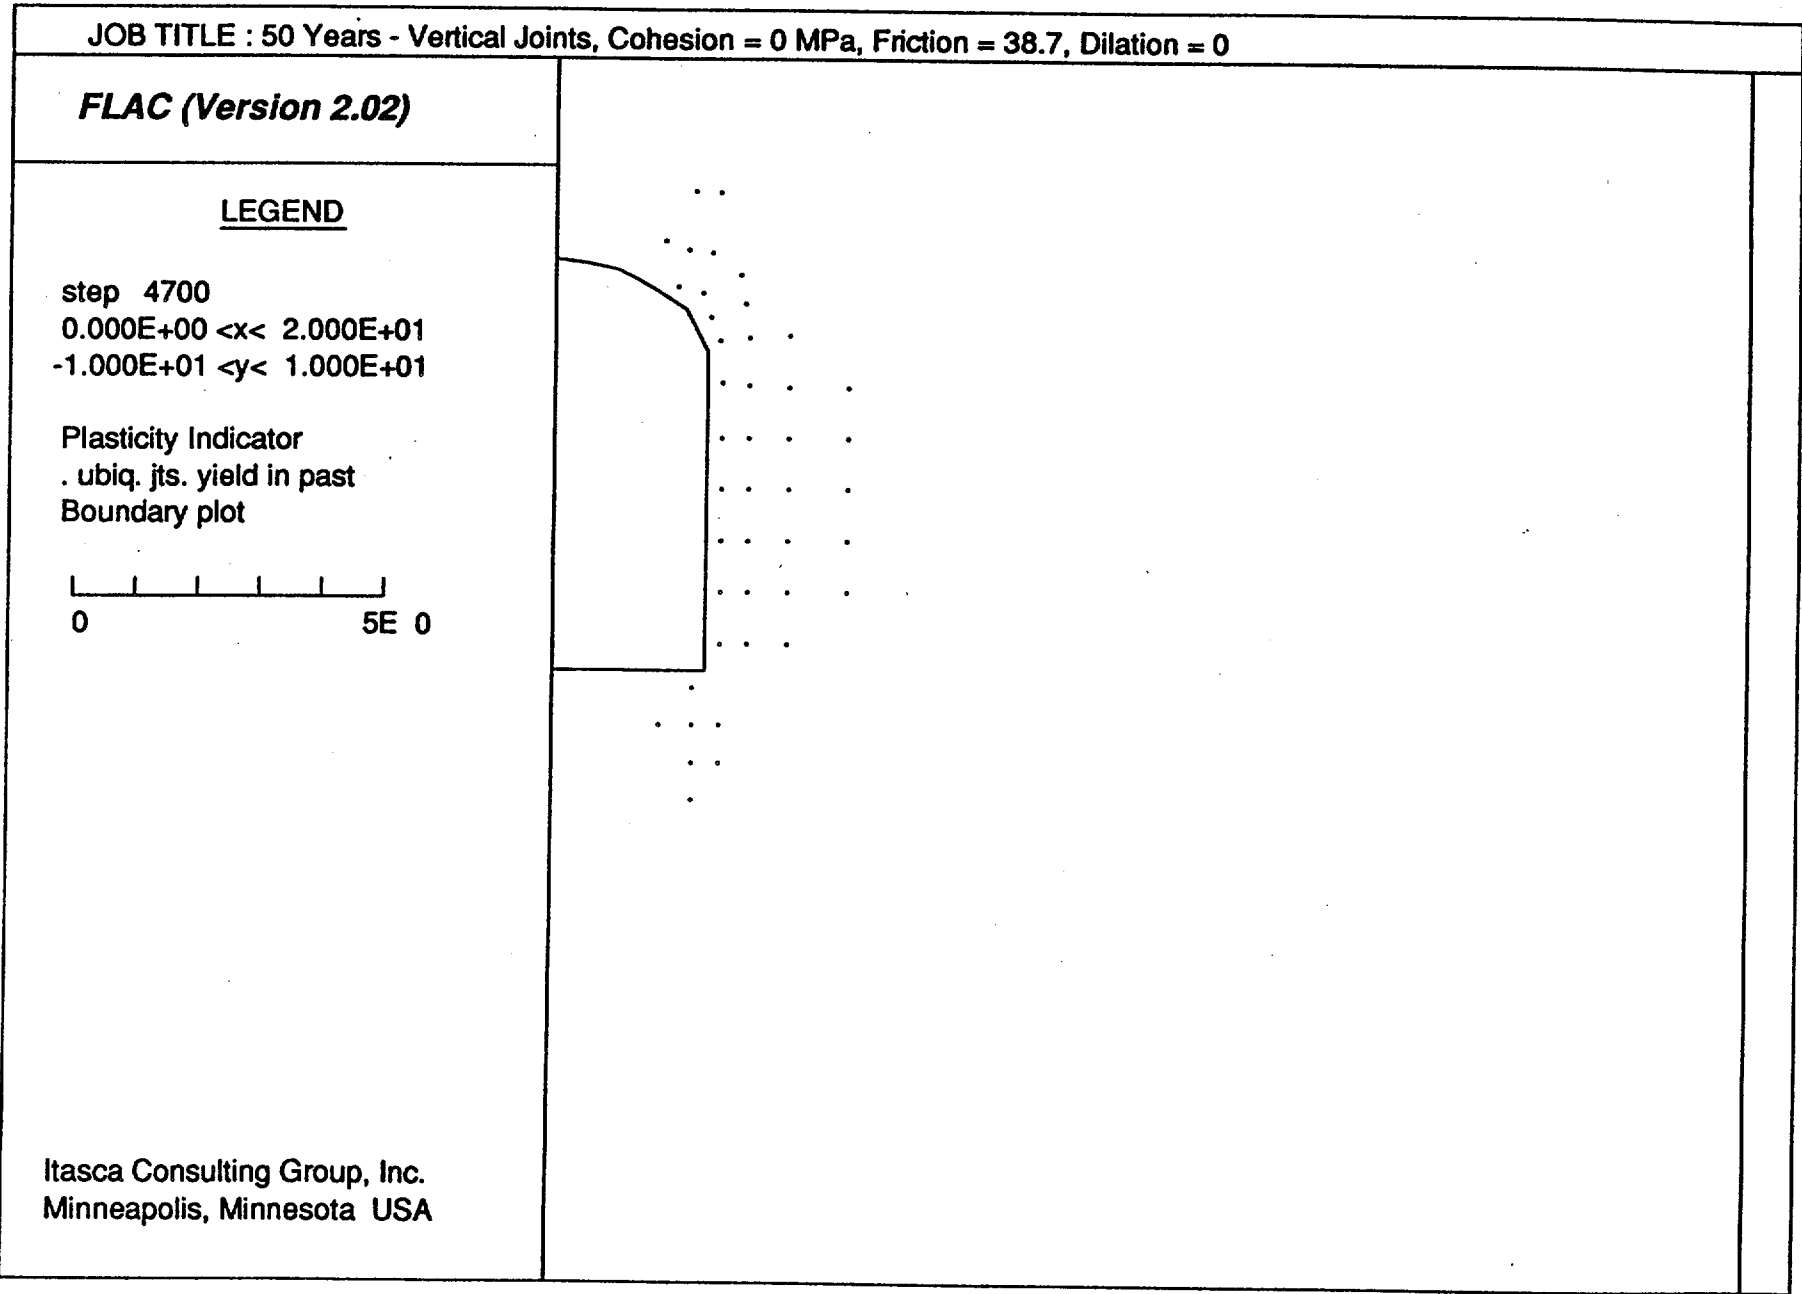 JOB TITLE : 50 Years - Vertical Joints, Cohesion = 0 MPa, Friction = 38.7, Dilation = 0
FLAC (Version 2.02)
LEGEND
step 4700
0.000E+00 <x< 2.000E+01
-1.000E+01 <y< 1.000E+01
Plasticity Indicator
. ubiq. jts. yield in past
Boundary plot
0 5E 0
Itasca Consulting Group, Inc.
Minneapolis, Minnesota USA